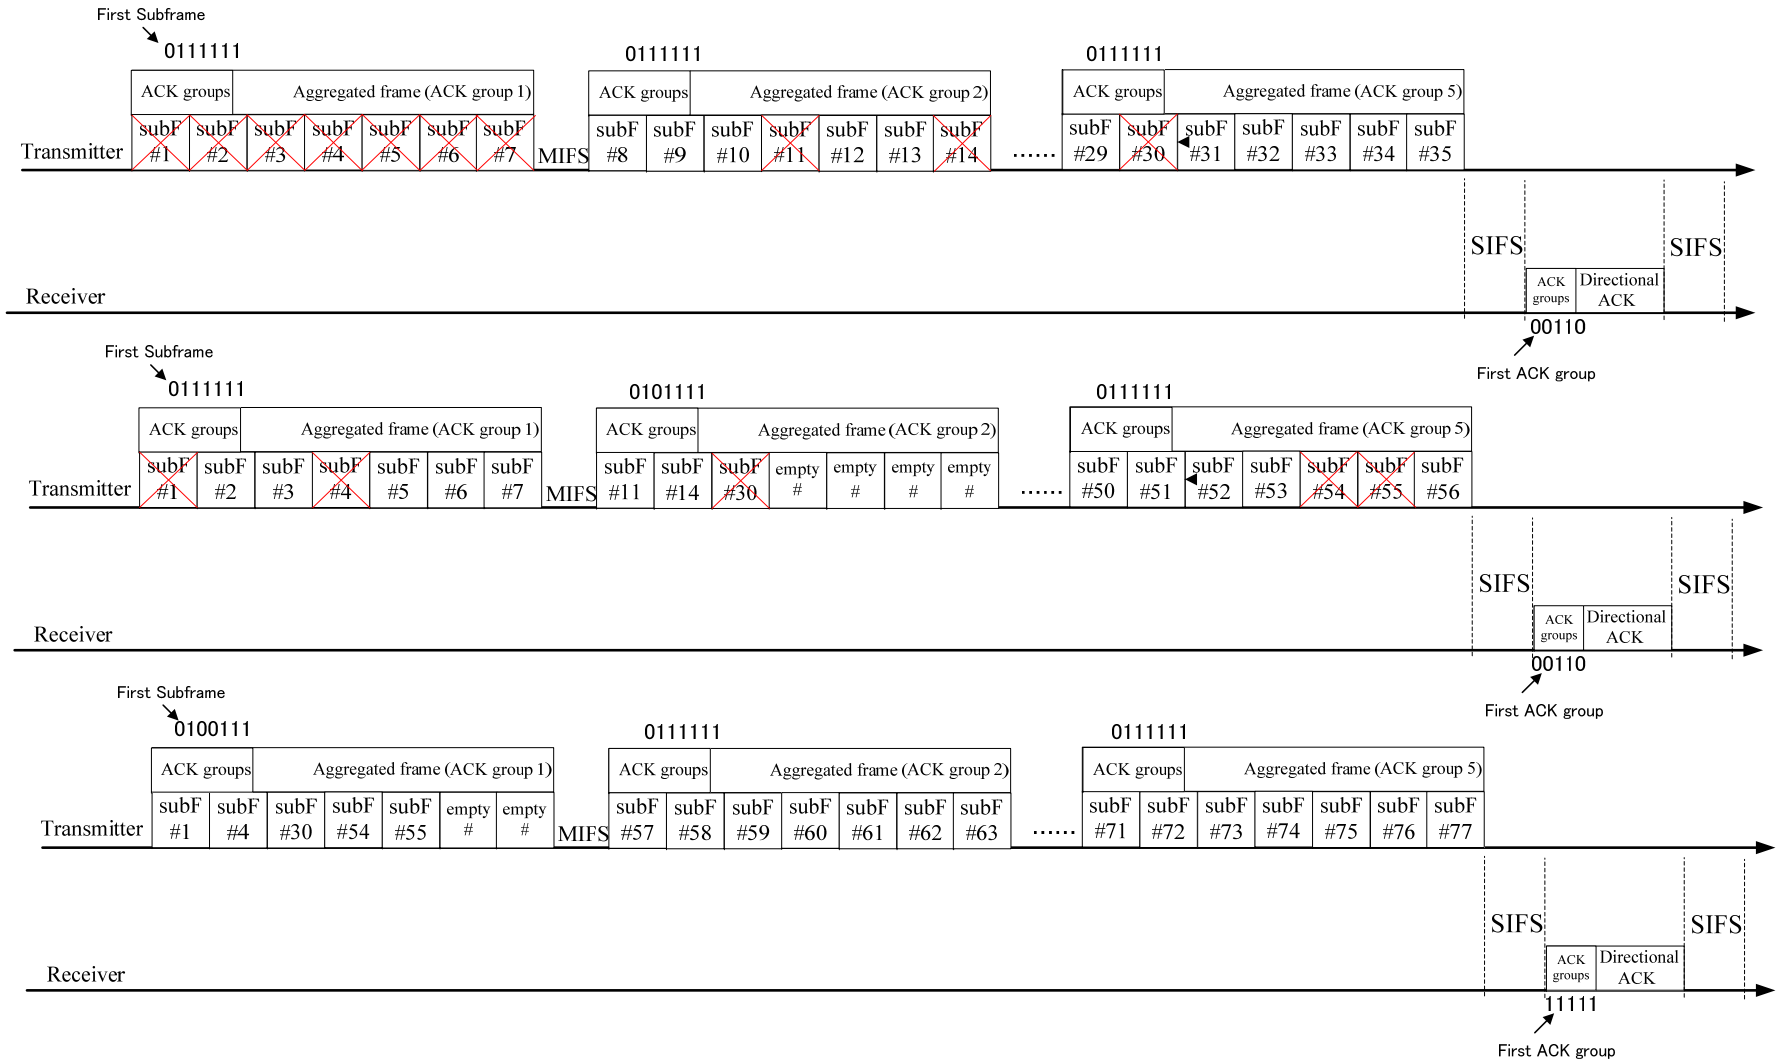 First Subframe
0111111 0111111 0111111
ACK groups Aggregated frame (ACK group 1) ACK groups Aggregated frame (ACK group 2) ACK groups Aggregated frame (ACK group 5)
Transmitter subF #1 subF #2 subF #3 subF #4 subF #5 subF #6 subF #7 MIFS subF #8 subF #9 subF #10 subF #11 subF #12 subF #13 subF #14 ...... subF #29 subF #30 subF #31 subF #32 subF #33 subF #34 subF #35
SIFS SIFS
Receiver ACK groups Directional ACK
00110
First ACK group
First Subframe
0111111 0101111 0111111
ACK groups Aggregated frame (ACK group 1) ACK groups Aggregated frame (ACK group 2) ACK groups Aggregated frame (ACK group 5)
Transmitter subF #1 subF #2 subF #3 subF #4 subF #5 subF #6 subF #7 MIFS subF #11 subF #14 subF #30 empty # empty # empty # empty # ...... subF #50 subF #51 subF #52 subF #53 subF #54 subF #55 subF #56
SIFS SIFS
Receiver ACK groups Directional ACK
00110
First ACK group
First Subframe
0100111 0111111 0111111
ACK groups Aggregated frame (ACK group 1) ACK groups Aggregated frame (ACK group 2) ACK groups Aggregated frame (ACK group 5)
Transmitter subF #1 subF #4 subF #30 subF #54 subF #55 empty # empty # MIFS subF #57 subF #58 subF #59 subF #60 subF #61 subF #62 subF #63 ...... subF #71 subF #72 subF #73 subF #74 subF #75 subF #76 subF #77
SIFS SIFS
Receiver ACK groups Directional ACK
11111
First ACK group